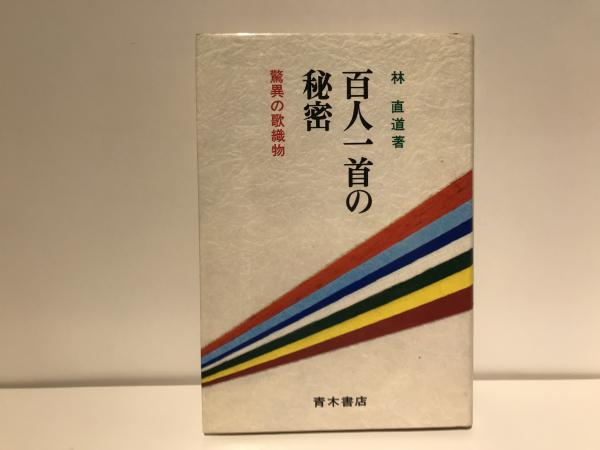 林 直道著
百人一首の
秘密
驚異の歌織物
青木書店